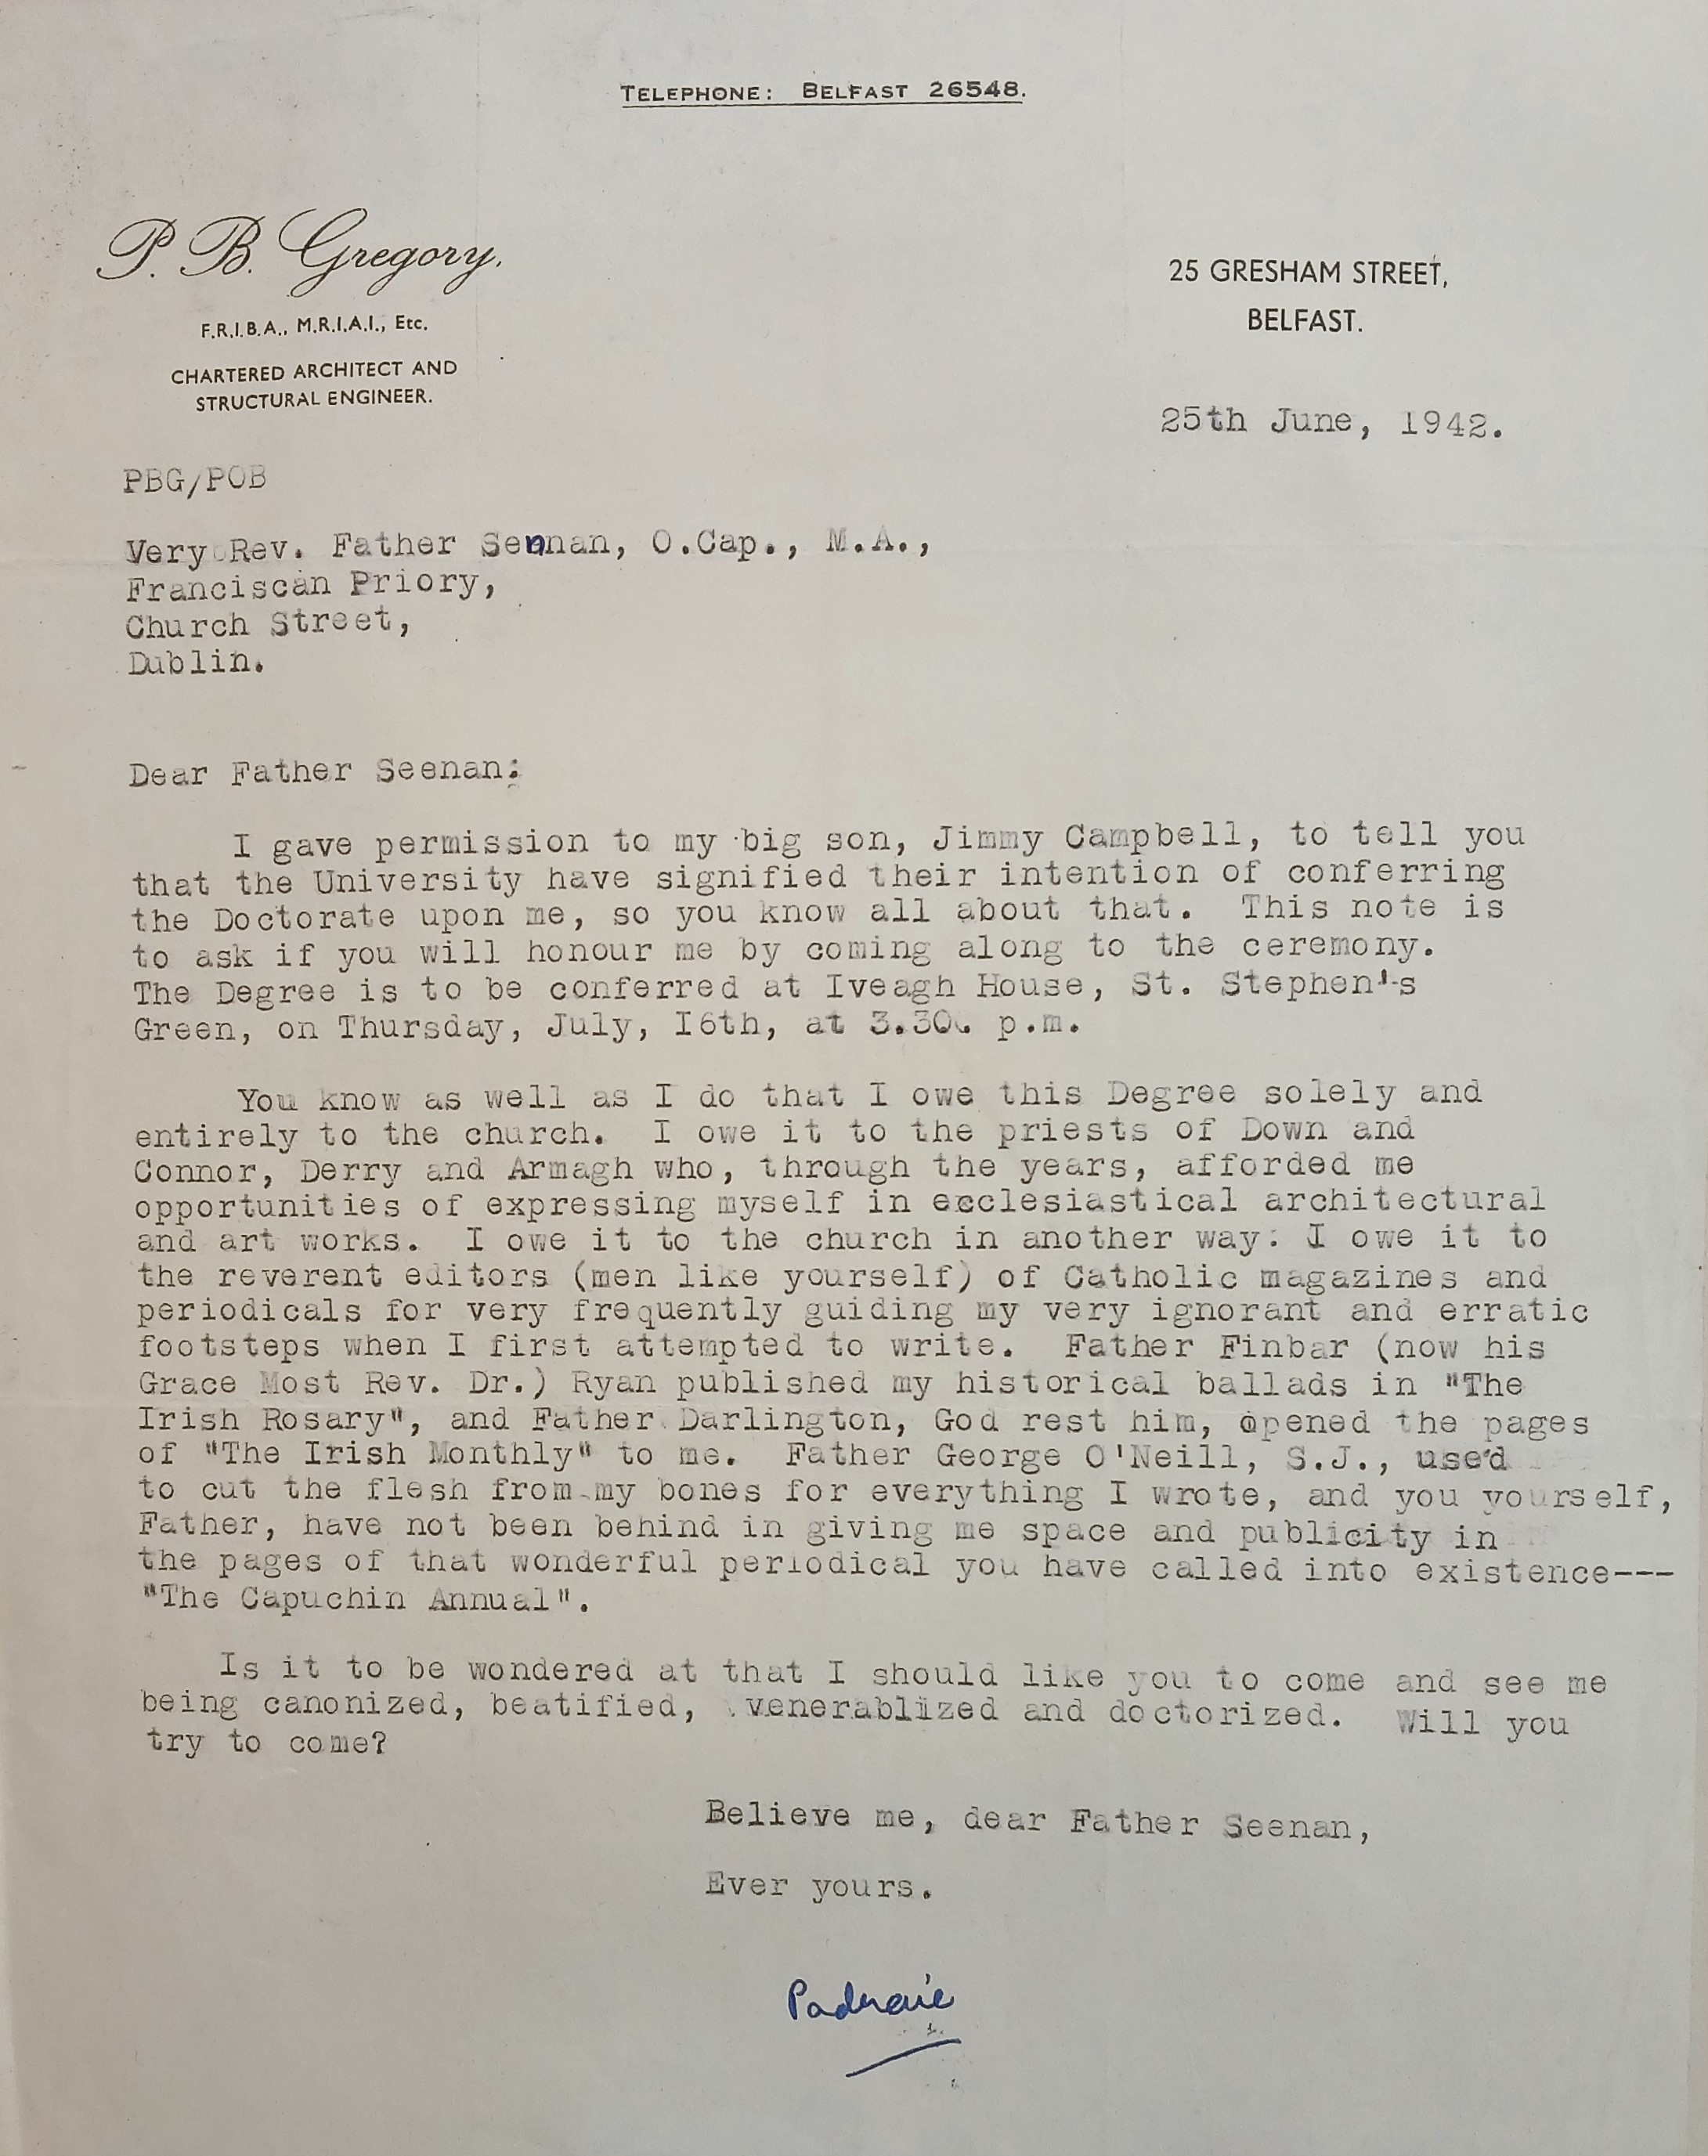 TELEPHONE: BELFAST 26548.
P. B. Gregory.
F.R.I.B.A., M.R.I.A.I., Etc.
CHARTERED ARCHITECT AND
STRUCTURAL ENGINEER.
25 GRESHAM STREET,
BELFAST.
25th June, 1942.
PBG/POB
Very Rev. Father Sennan, O.Cap., M.A.,
Franciscan Priory,
Church Street,
Dublin.
Dear Father Seenan:
I gave permission to my big son, Jimmy Campbell, to tell you
that the University have signified their intention of conferring
the Doctorate upon me, so you know all about that. This note is
to ask if you will honour me by coming along to the ceremony.
The Degree is to be conferred at Iveagh House, St. Stephen's
Green, on Thursday, July, I6th, at 3.30. p.m.
You know as well as I do that I owe this Degree solely and
entirely to the church. I owe it to the priests of Down and
Connor, Derry and Armagh who, through the years, afforded me
opportunities of expressing myself in ecclesiastical architectural
and art works. I owe it to the church in another way: I owe it to
the reverent editors (men like yourself) of Catholic magazines and
periodicals for very frequently guiding my very ignorant and erratic
footsteps when I first attempted to write. Father Finbar (now his
Grace Most Rev. Dr.) Ryan published my historical ballads in "The
Irish Rosary", and Father Darlington, God rest him, opened the pages
of "The Irish Monthly" to me. Father George O'Neill, S.J., used
to cut the flesh from my bones for everything I wrote, and you yourself,
Father, have not been behind in giving me space and publicity in
the pages of that wonderful periodical you have called into existence---
"The Capuchin Annual".
Is it to be wondered at that I should like you to come and see me
being canonized, beatified, venerablized and doctorized. Will you
try to come?
Believe me, dear Father Seenan,
Ever yours.
Padraic